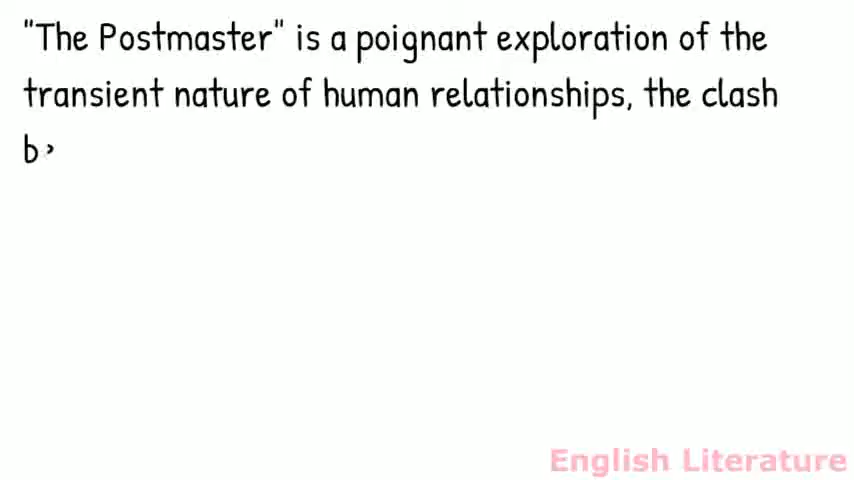 "The Postmaster" is a poignant exploration of the
transient nature of human relationships, the clash
b
English Literature